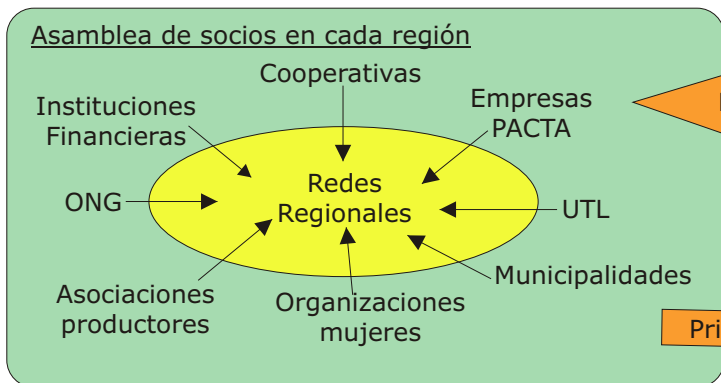 Asamblea de socios en cada región
Cooperativas
Instituciones
Financieras
Empresas
PACTA
ONG
Redes
Regionales
UTL
Municipalidades
Asociaciones
productores
Organizaciones
mujeres